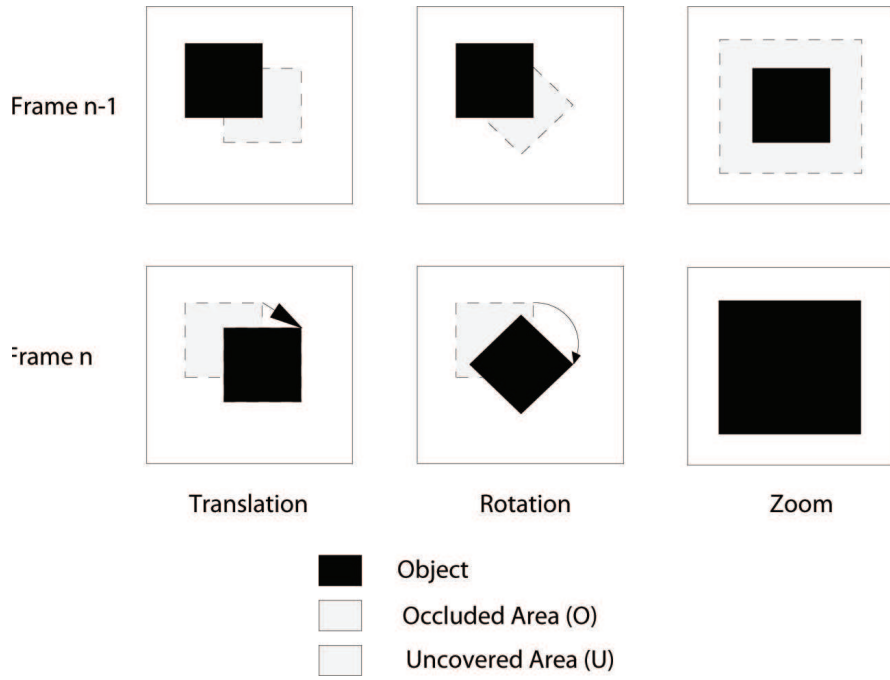 Frame n-1
Frame n
Translation Rotation Zoom
Object
Occluded Area (O)
Uncovered Area (U)